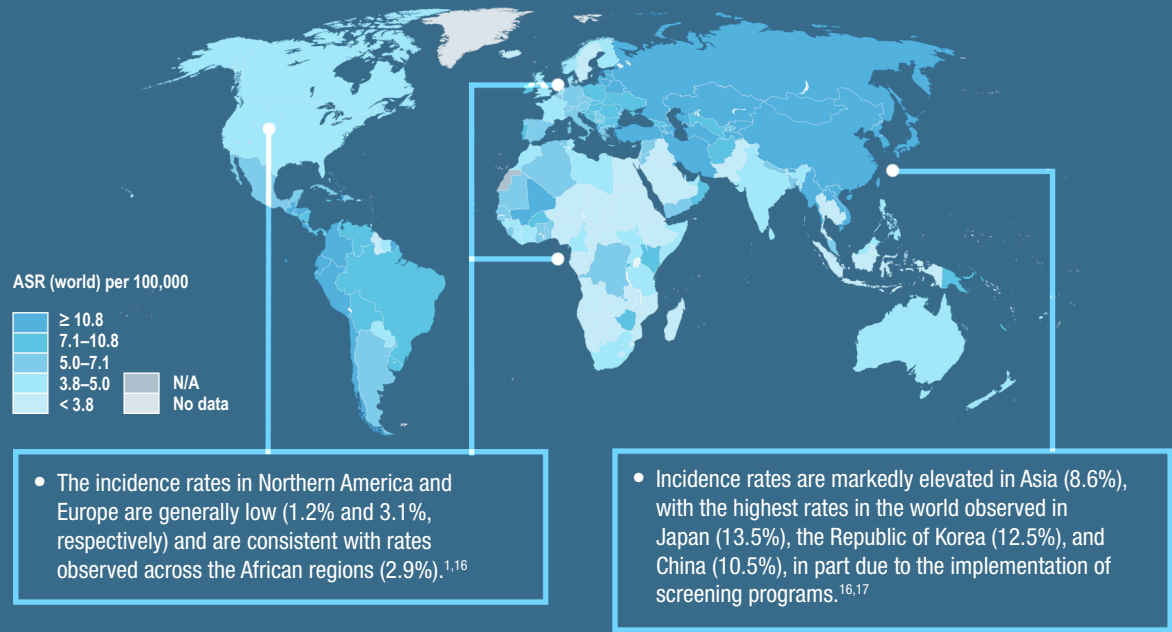 ASR (world) per 100,000
≥ 10.8
7.1–10.8
5.0–7.1
3.8–5.0
< 3.8
N/A
No data
• The incidence rates in Northern America and
Europe are generally low (1.2% and 3.1%,
respectively) and are consistent with rates
observed across the African regions (2.9%).1,16
• Incidence rates are markedly elevated in Asia (8.6%),
with the highest rates in the world observed in
Japan (13.5%), the Republic of Korea (12.5%), and
China (10.5%), in part due to the implementation of
screening programs.16,17